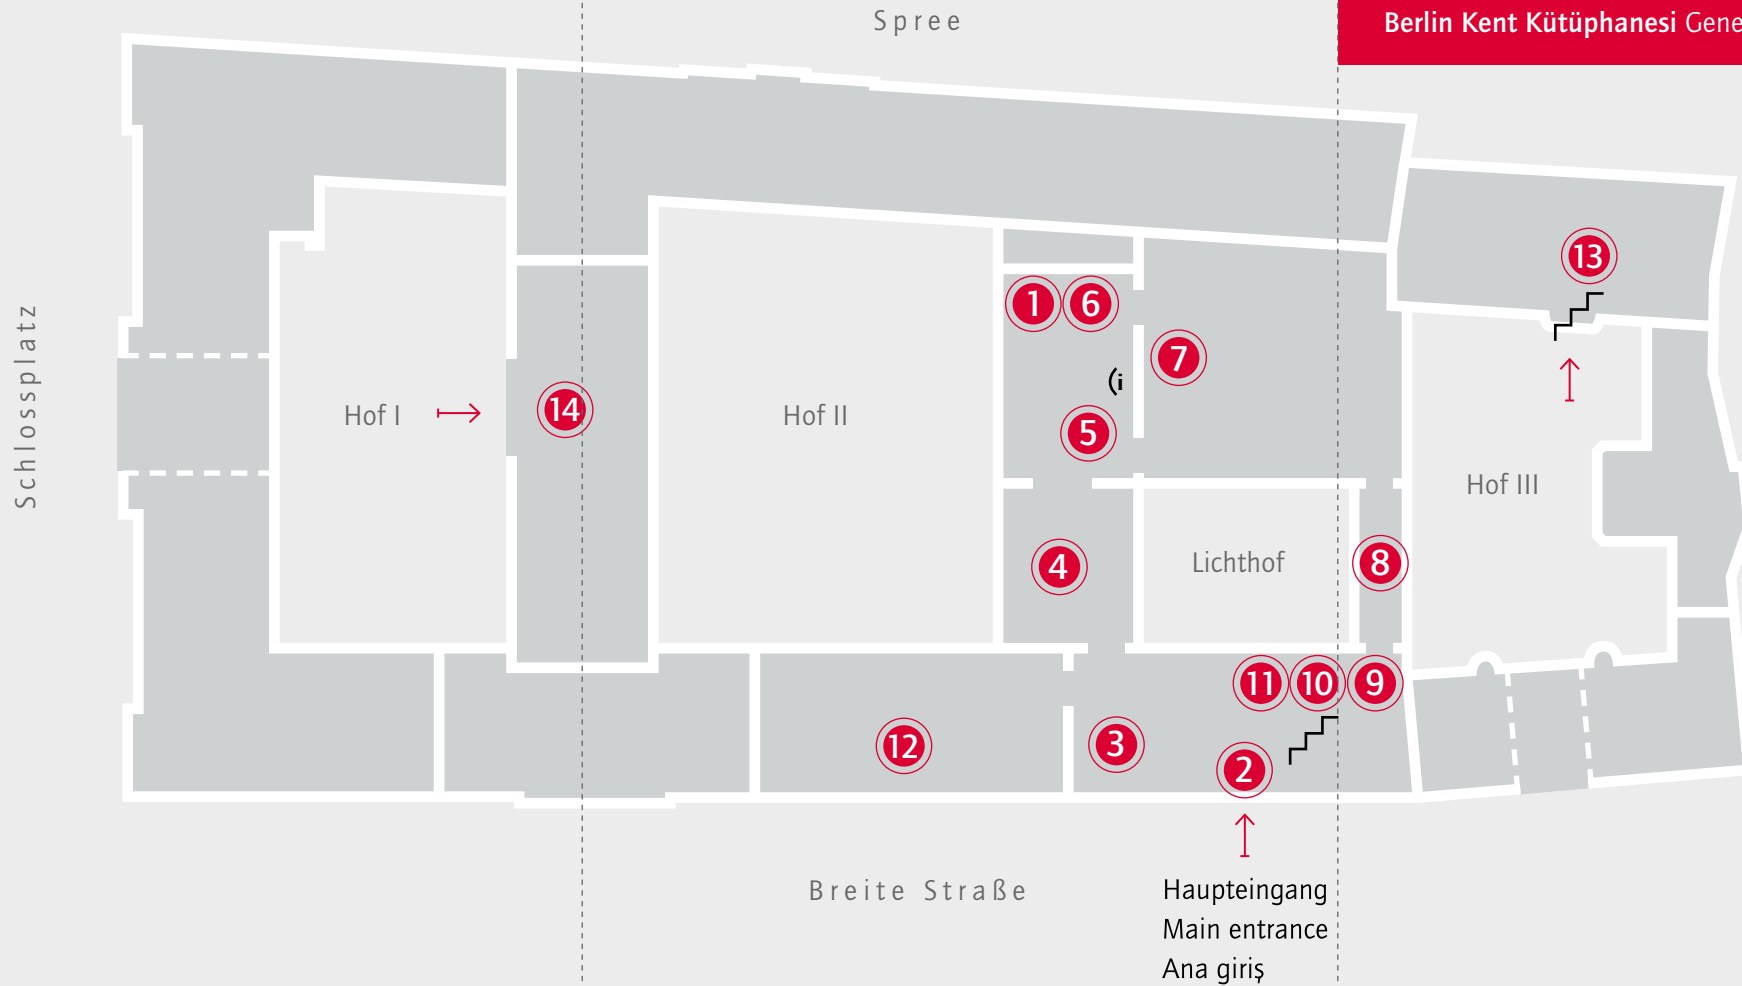 Spree
Berlin Kent Kütüphanesi Gene
13
1
6
7
Schlossplatz
(i
Hof I
14
Hof II
5
Hof III
4
Lichthof
8
11
10
9
12
3
2
Breite Straße
Haupteingang
Main entrance
Ana giriş